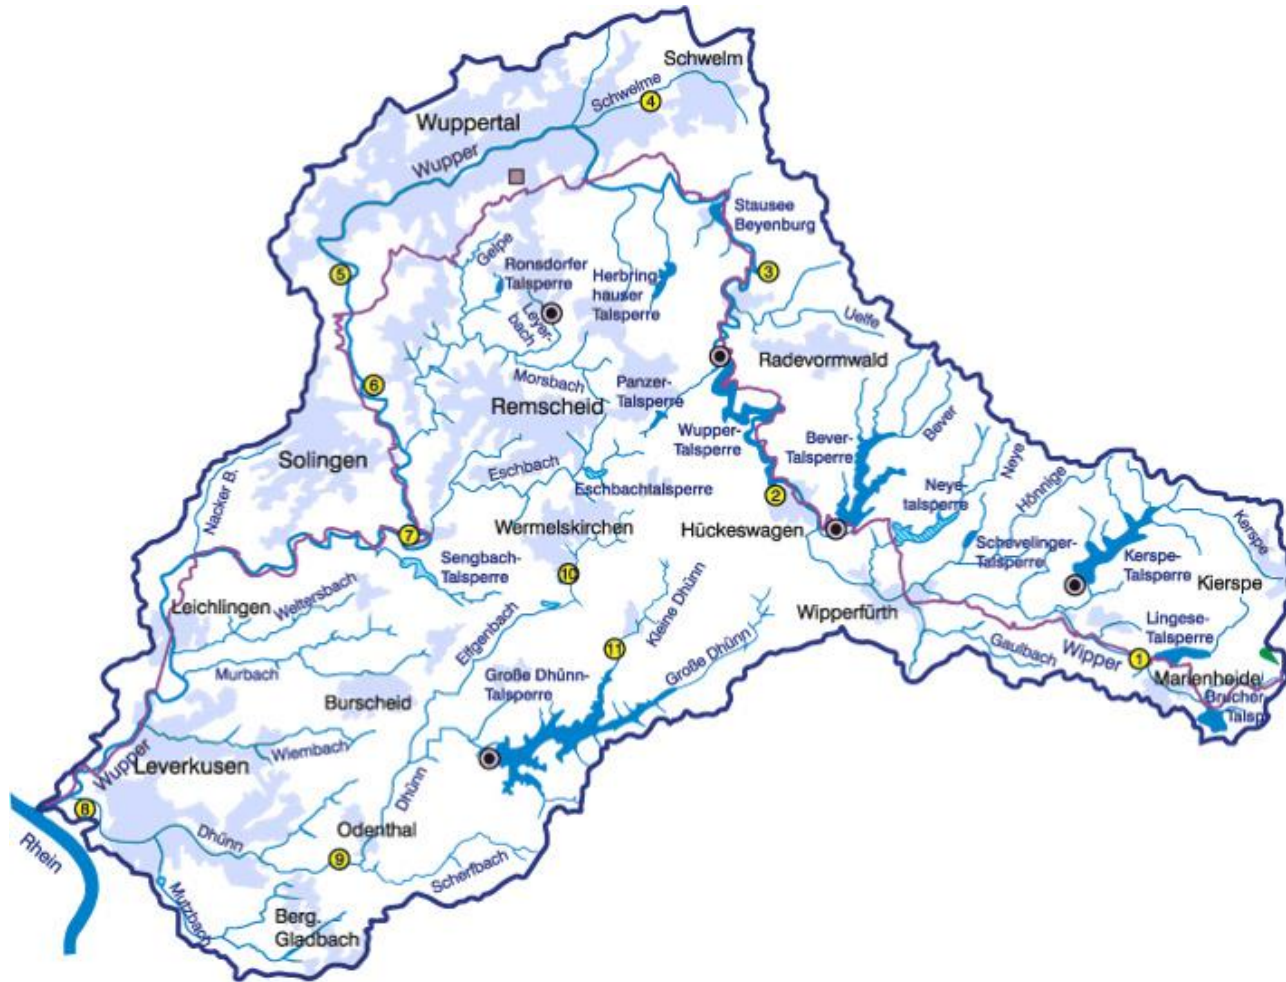 Schwelm
Schwelme
4
Wuppertal
Wupper
Stausee
Beyenburg
Gelpe
5
Ronsdorfer
Talsperre
Herbring
hauser
Talsperre
3
Leyer-
bach
Uelfe
Radevormwald
6
Morsbach
Panzer-
Talsperre
Remscheid
Wupper-
Talsperre
Bever-
Talsperre
Bever
Solingen
Eschbach
Nacker B.
Eschbachtalsperre
2
Neye-
talsperre
Neye
Hönnige
Kerspe
7
Wermelskirchen
Hückeswagen
Sengbach-
Talsperre
10
Schevelinger-
Talsperre
Kerspe-
Talsperre
Kierspe
Leichlingen
Weltersbach
Eifgenbach
Kleine Dhünn
Wipperfürth
Lingese-
Talsperre
11
Gaulbach
Wipper
1
Marienheide
Murbach
Große Dhünn-
Talsperre
Große Dhünn
Brucher
Talsp
Burscheid
Wiembach
Wupper
Leverkusen
Dhünn
8
Rhein
Dhünn
Odenthal
9
Scherfbach
Mutzbach
Berg.
Gladbach